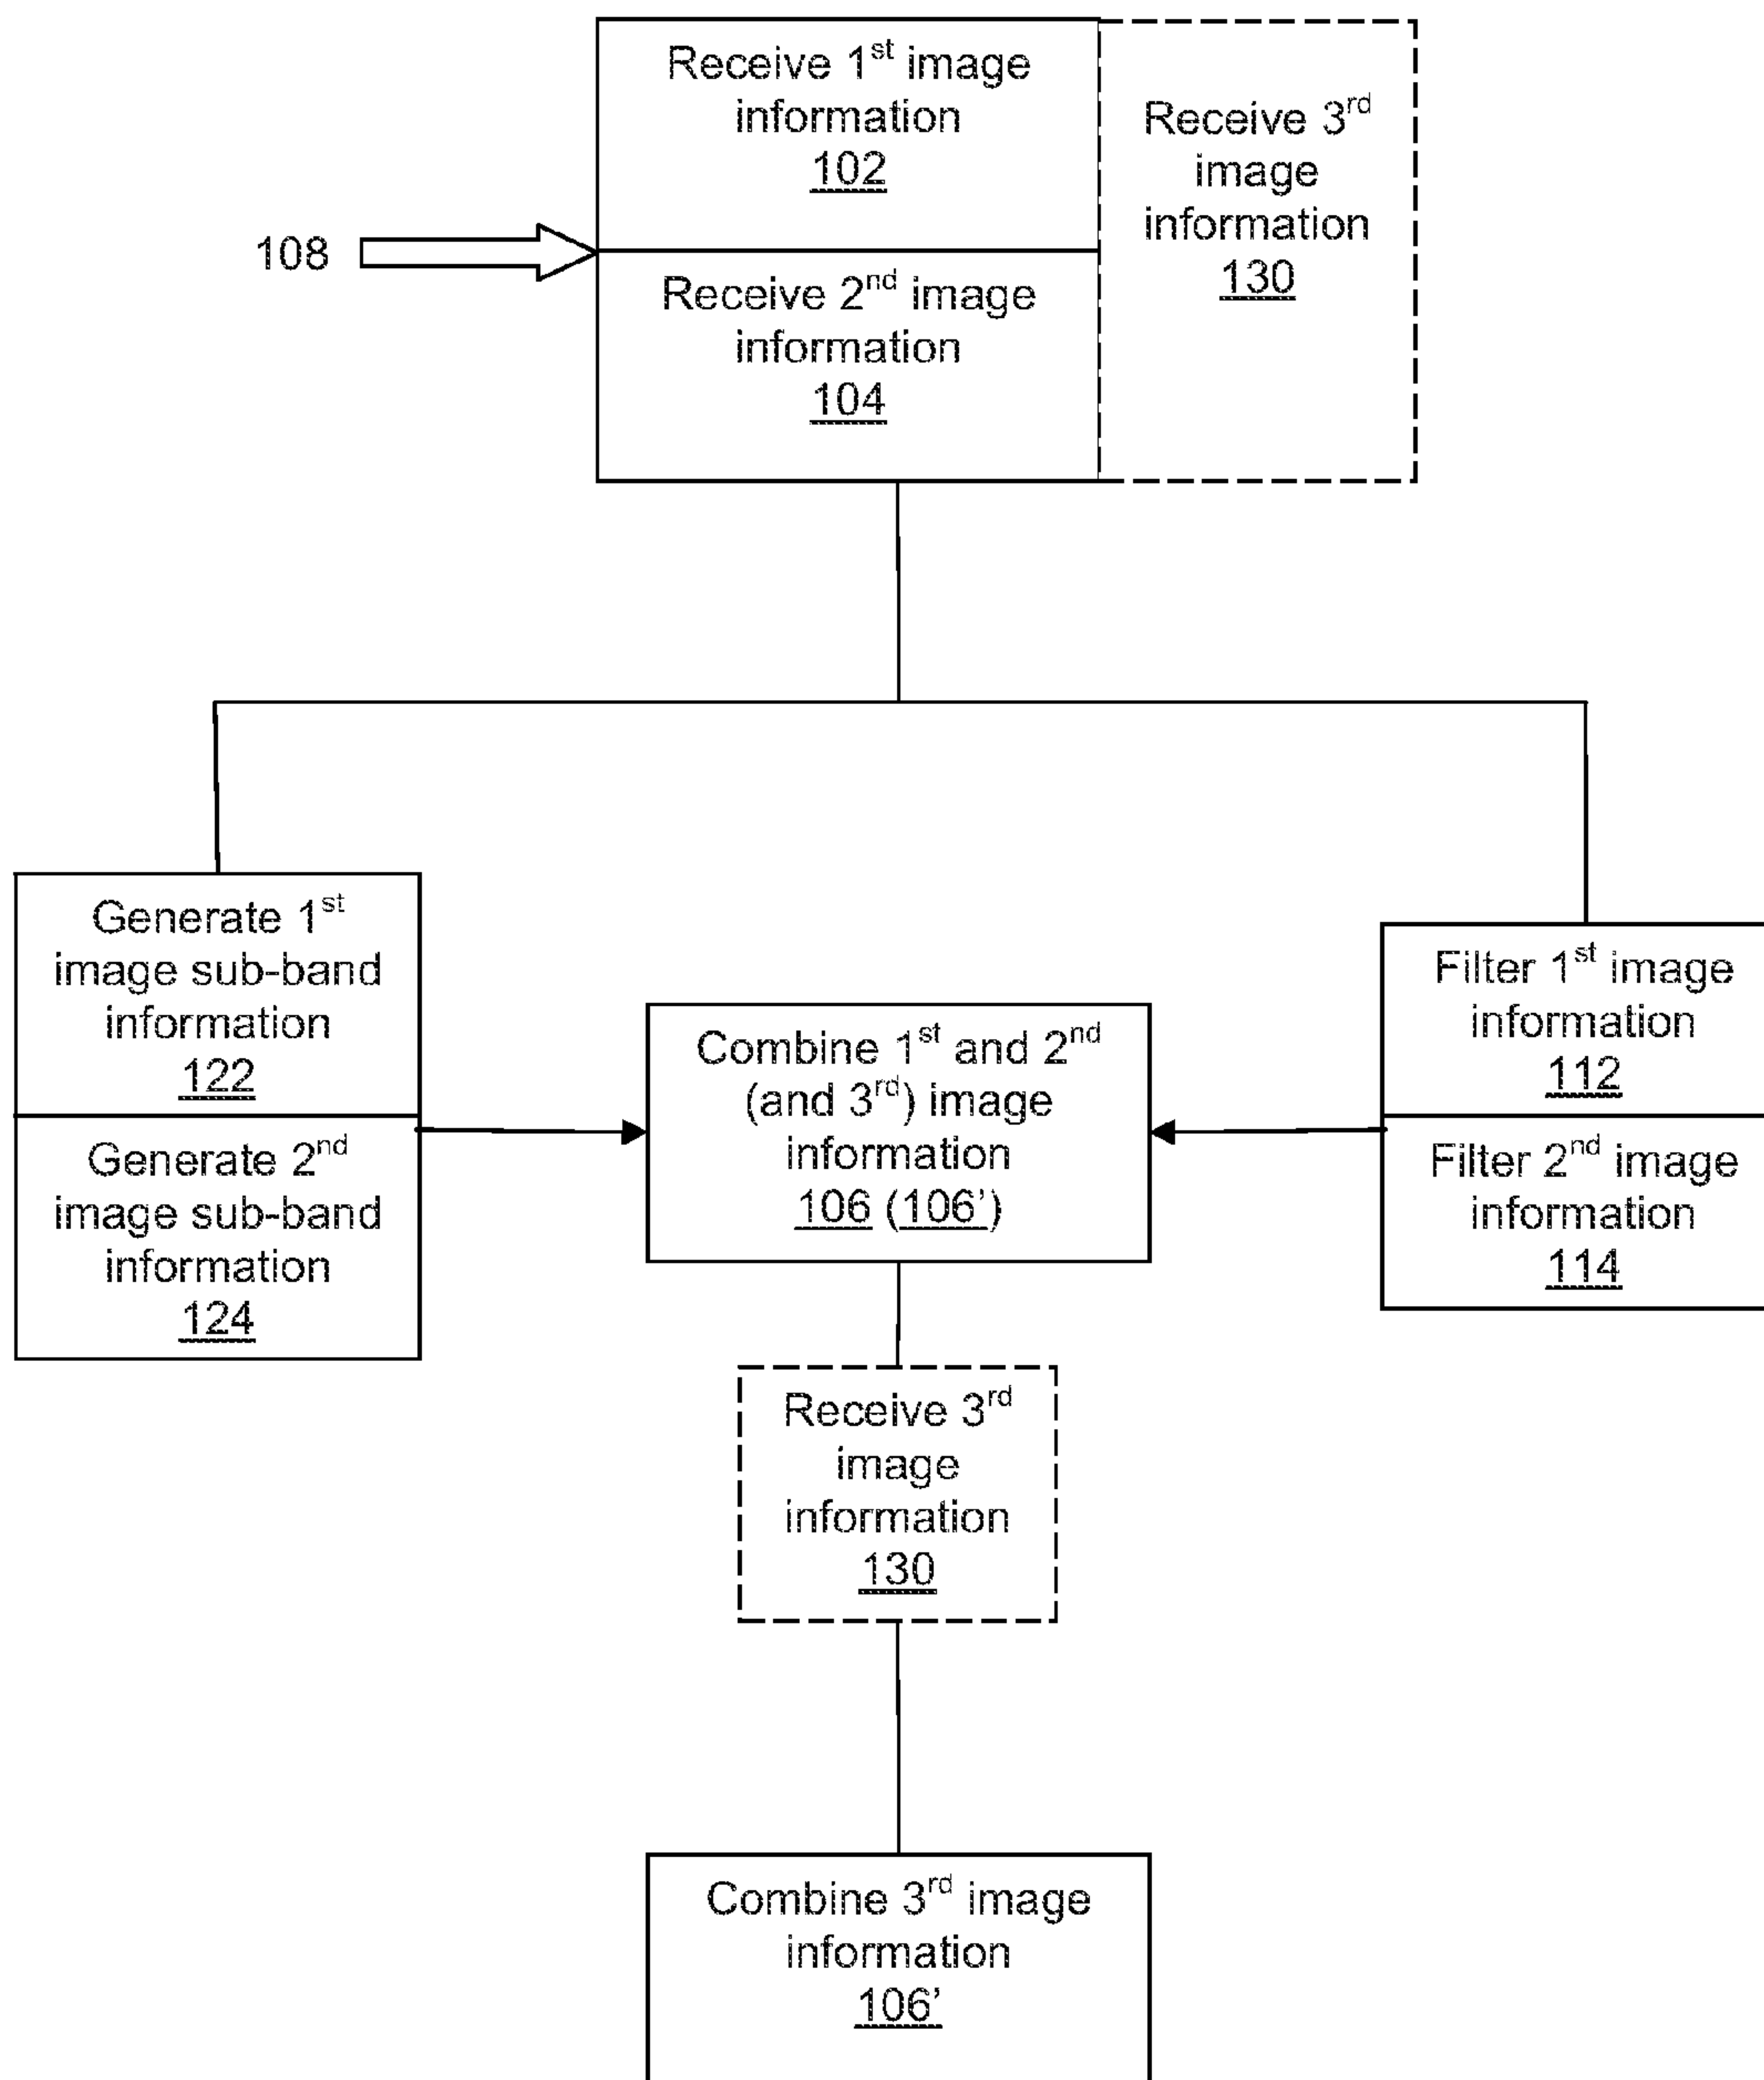 Receive 1st image
information
102
Receive 3rd
image
information
130
108
Receive 2nd image
information
104
Generate 1st
image sub-band
information
122
Generate 2nd
image sub-band
information
124
Combine 1st and 2nd
(and 3rd) image
information
106 (106’)
Filter 1st image
information
112
Filter 2nd image
information
114
Receive 3rd
image
information
130
Combine 3rd image
information
106’